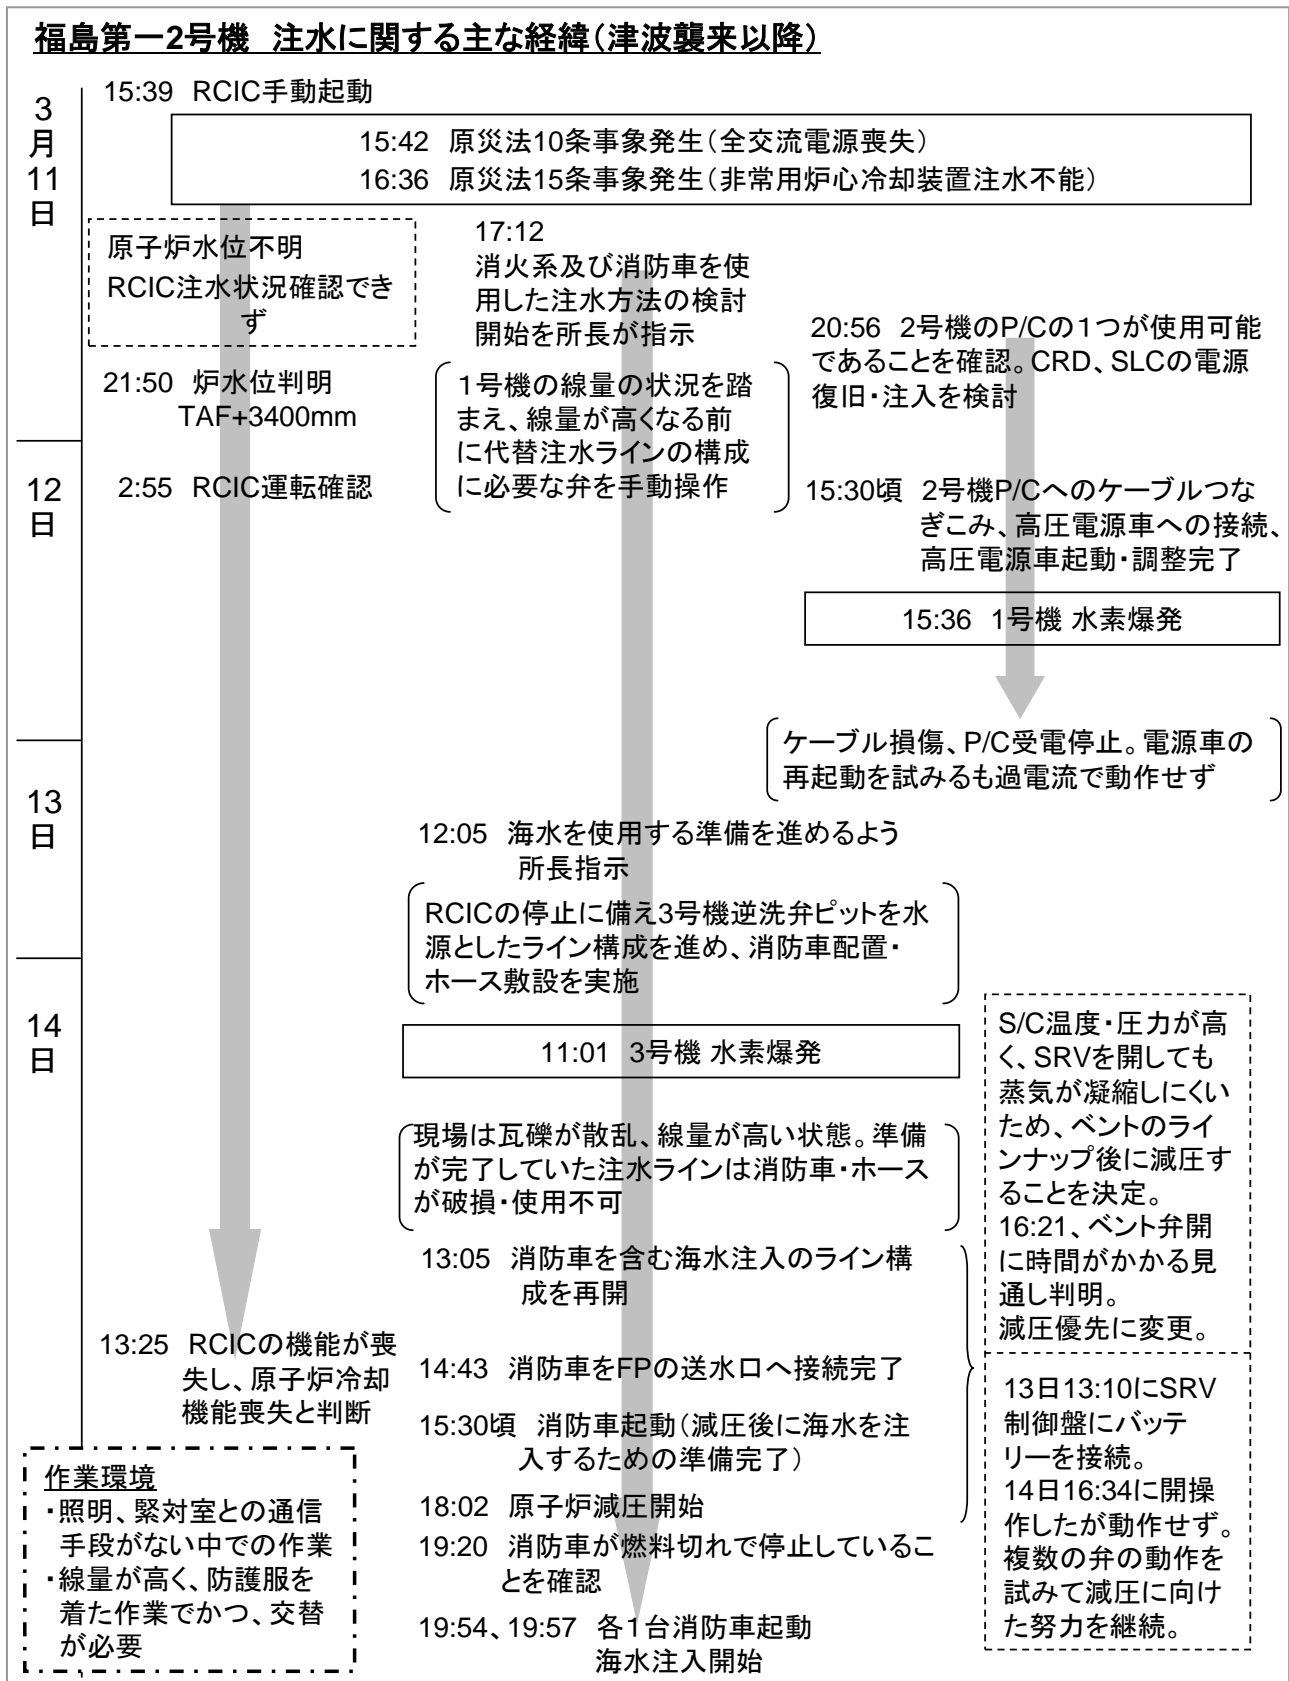 福島第一2号機 注水に関する主な経緯(津波襲来以降)
3
月
11
日
15:39 RCIC手動起動
15:42 原災法10条事象発生(全交流電源喪失)
16:36 原災法15条事象発生(非常用炉心冷却装置注水不能)
原子炉水位不明
RCIC注水状況確認でき
ず
17:12
消火系及び消防車を使
用した注水方法の検討
開始を所長が指示
20:56 2号機のP/Cの1つが使用可能
であることを確認。CRD、SLCの電源
復旧・注入を検討
21:50 炉水位判明
TAF+3400mm
1号機の線量の状況を踏
まえ、線量が高くなる前
に代替注水ラインの構成
に必要な弁を手動操作
12
日
2:55 RCIC運転確認
15:30頃 2号機P/Cへのケーブルつな
ぎこみ、高圧電源車への接続、
高圧電源車起動・調整完了
15:36 1号機 水素爆発
ケーブル損傷、P/C受電停止。電源車の
再起動を試みるも過電流で動作せず
13
日
12:05 海水を使用する準備を進めるよう
所長指示
RCICの停止に備え3号機逆洗弁ピットを水
源としたライン構成を進め、消防車配置・
ホース敷設を実施
14
日
11:01 3号機 水素爆発
現場は瓦礫が散乱、線量が高い状態。準備
が完了していた注水ラインは消防車・ホース
が破損・使用不可
13:05 消防車を含む海水注入のライン構
成を再開
13:25 RCICの機能が喪
失し、原子炉冷却
機能喪失と判断
14:43 消防車をFPの送水口へ接続完了
15:30頃 消防車起動(減圧後に海水を注
入するための準備完了)
18:02 原子炉減圧開始
19:20 消防車が燃料切れで停止しているこ
とを確認
19:54、19:57 各1台消防車起動
海水注入開始
S/C温度・圧力が高
く、SRVを開しても
蒸気が凝縮しにくい
ため、ベントのライ
ンナップ後に減圧す
ることを決定。
16:21、ベント弁開
に時間がかかる見
通し判明。
減圧優先に変更。
13日13:10にSRV
制御盤にバッテ
リーを接続。
14日16:34に開操
作したが動作せず。
複数の弁の動作を
試みて減圧に向け
た努力を継続。
作業環境
・照明、緊対室との通信
手段がない中での作業
・線量が高く、防護服を
着た作業でかつ、交替
が必要